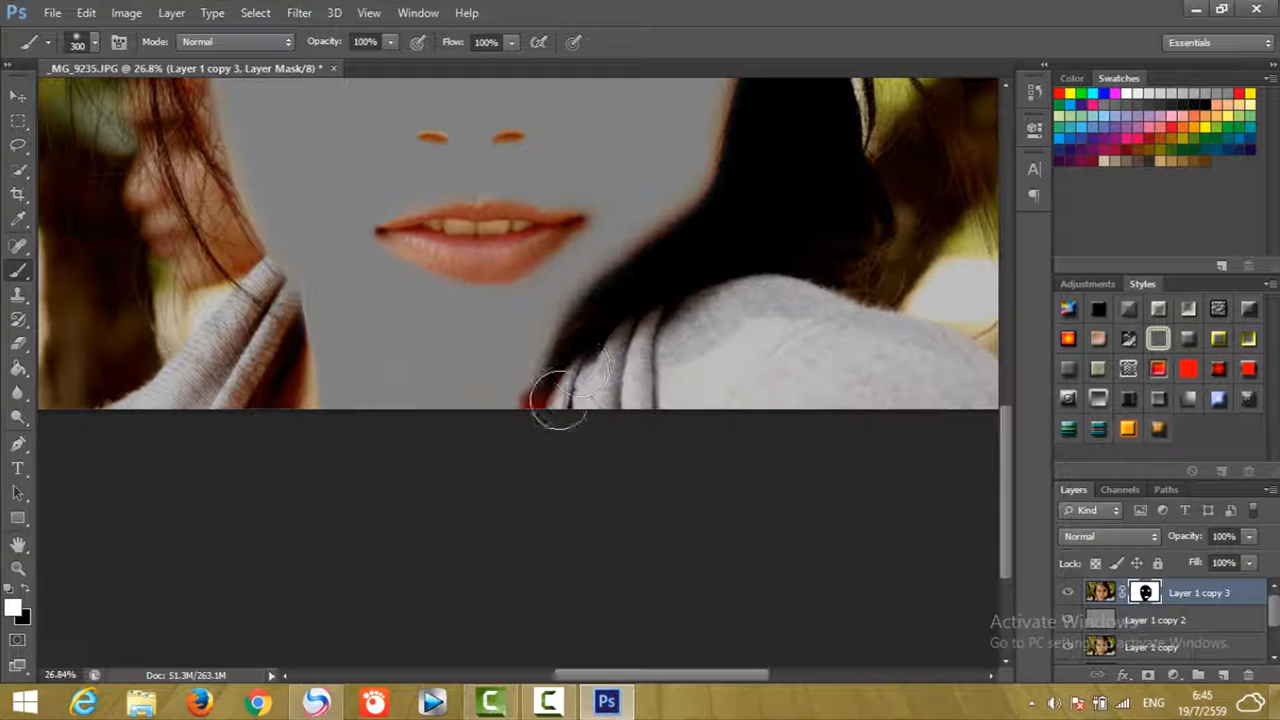 Ps File Edit Image Layer Type Select Filter 3D View Window Help
300 Mode: Normal Opacity: 100% Flow: 100% Essentials
_MG_9235.JPG @ 26.8% (Layer 1 copy 3, Layer Mask/8) * ×
Color Swatches
Adjustments Styles
Layers Channels Paths
Kind
Normal Opacity: 100%
Lock: Fill: 100%
Layer 1 copy 3
Layer 1 copy 2
Layer 1 copy
Activate Windows
Go to PC settings to activate Windows.
26.84% Doc: 51.3M/263.1M
Ps ENG 6:45
19/7/2559